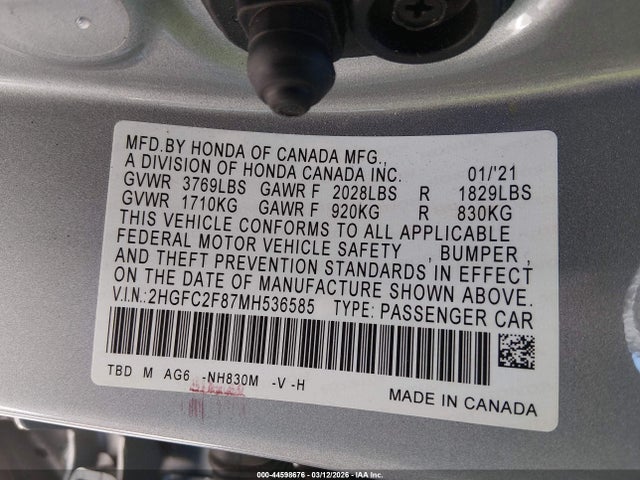 MFD.BY HONDA OF CANADA MFG.,
A DIVISION OF HONDA CANADA INC. 01/'21
GVWR 3769LBS GAWR F 2028LBS R 1829LBS
GVWR 1710KG GAWR F 920KG R 830KG
THIS VEHICLE CONFORMS TO ALL APPLICABLE
FEDERAL MOTOR VEHICLE SAFETY , BUMPER ,
AND THEFT PREVENTION STANDARDS IN EFFECT
ON THE DATE OF MANUFACTURE SHOWN ABOVE.
V.I.N.:2HGFC2F87MH536585 TYPE: PASSENGER CAR
TBD M AG6 -NH830M -V -H
MADE IN CANADA
000-44598676 - 03/12/2026 - IAA Inc.